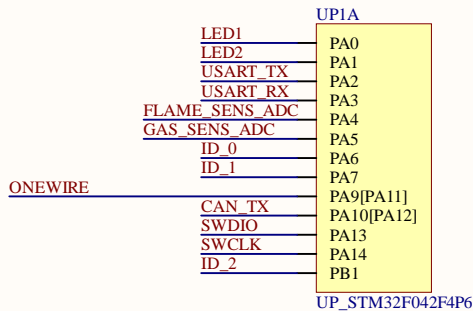 UP1A
LED1 PA0
LED2 PA1
USART_TX PA2
USART_RX PA3
FLAME_SENS_ADC PA4
GAS_SENS_ADC PA5
ID_0 PA6
ID_1 PA7
ONEWIRE PA9[PA11]
CAN_TX PA10[PA12]
SWDIO PA13
SWCLK PA14
ID_2 PB1
UP_STM32F042F4P6